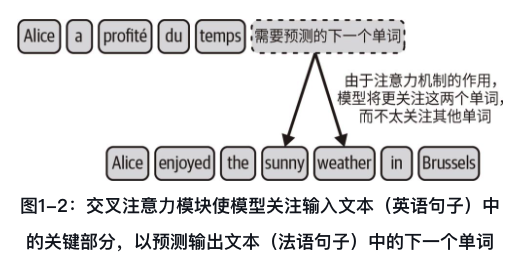 Alice a profité du temps 需要预测的下一个单词
由于注意力机制的作用，
模型将更关注这两个单词，
而不太关注其他单词
Alice enjoyed the sunny weather in Brussels
图1-2：交叉注意力模块使模型关注输入文本（英语句子）中
的关键部分，以预测输出文本（法语句子）中的下一个单词